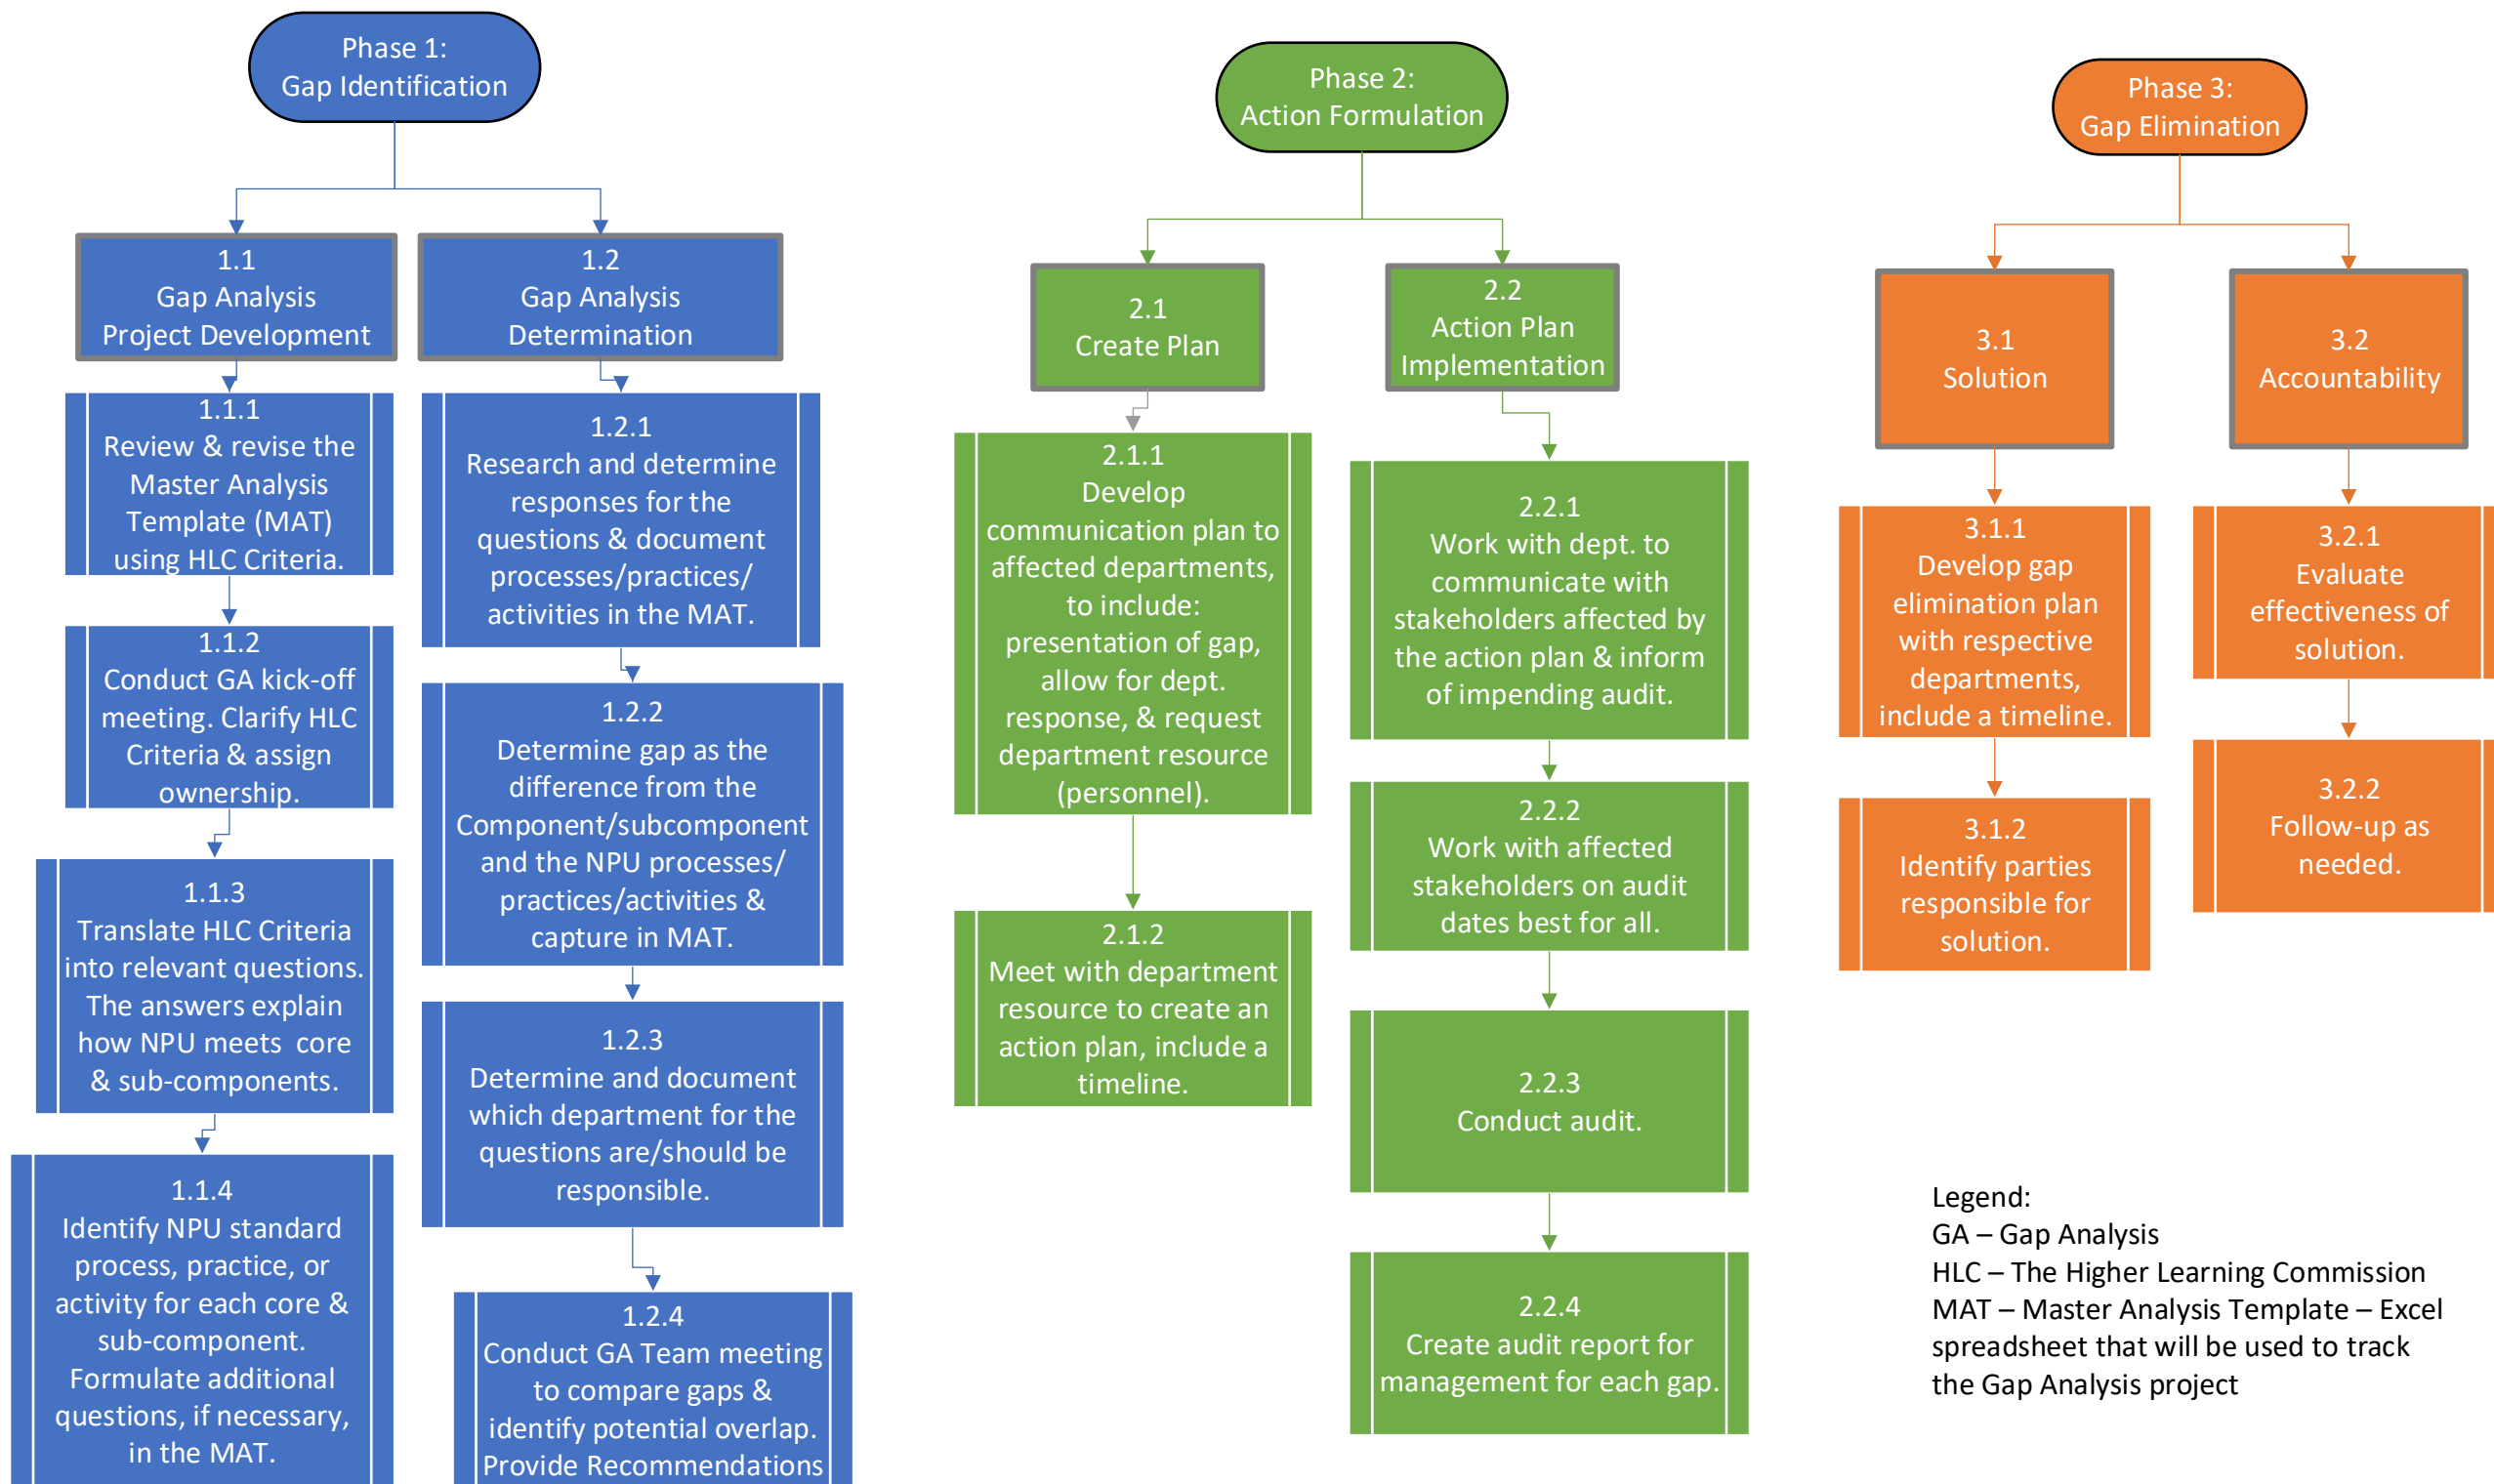 Phase 1:
Gap Identification
1.1
Gap Analysis
Project Development
1.1.1
Review & revise the
Master Analysis
Template (MAT)
using HLC Criteria.
1.1.2
Conduct GA kick-off
meeting. Clarify HLC
Criteria & assign
ownership.
1.1.3
Translate HLC Criteria
into relevant questions.
The answers explain
how NPU meets core
& sub-components.
1.1.4
Identify NPU standard
process, practice, or
activity for each core &
sub-component.
Formulate additional
questions, if necessary,
in the MAT.
1.2
Gap Analysis
Determination
1.2.1
Research and determine
responses for the
questions & document
processes/practices/
activities in the MAT.
1.2.2
Determine gap as the
difference from the
Component/subcomponent
and the NPU processes/
practices/activities &
capture in MAT.
1.2.3
Determine and document
which department for the
questions are/should be
responsible.
1.2.4
Conduct GA Team meeting
to compare gaps &
identify potential overlap.
Provide Recommendations
Phase 2:
Action Formulation
2.1
Create Plan
2.1.1
Develop
communication plan to
affected departments,
to include:
presentation of gap,
allow for dept.
response, & request
department resource
(personnel).
2.1.2
Meet with department
resource to create an
action plan, include a
timeline.
2.2
Action Plan
Implementation
2.2.1
Work with dept. to
communicate with
stakeholders affected by
the action plan & inform
of impending audit.
2.2.2
Work with affected
stakeholders on audit
dates best for all.
2.2.3
Conduct audit.
2.2.4
Create audit report for
management for each gap.
Phase 3:
Gap Elimination
3.1
Solution
3.1.1
Develop gap
elimination plan
with respective
departments,
include a timeline.
3.1.2
Identify parties
responsible for
solution.
3.2
Accountability
3.2.1
Evaluate
effectiveness of
solution.
3.2.2
Follow-up as
needed.
Legend:
GA – Gap Analysis
HLC – The Higher Learning Commission
MAT – Master Analysis Template – Excel
spreadsheet that will be used to track
the Gap Analysis project